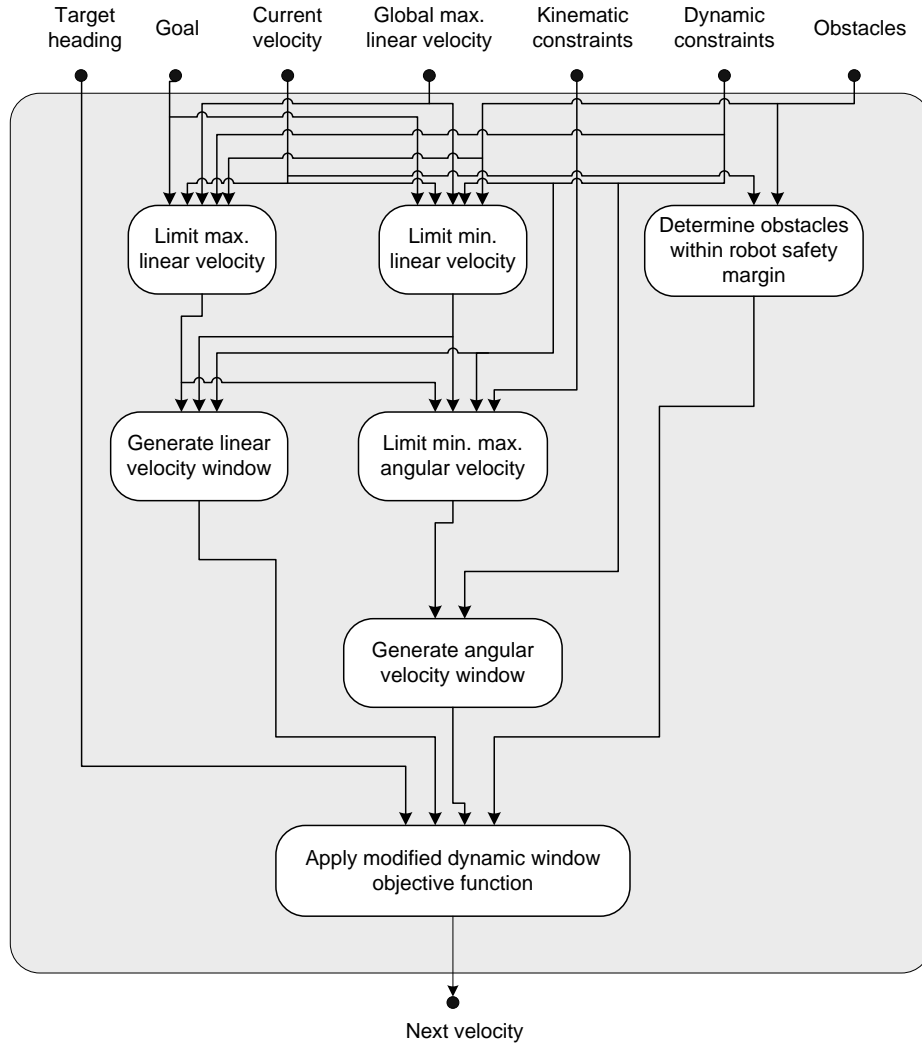 Target
heading
Goal
Current
velocity
Global max.
linear velocity
Kinematic
constraints
Dynamic
constraints
Obstacles
Limit max.
linear velocity
Limit min.
linear velocity
Determine obstacles
within robot safety
margin
Generate linear
velocity window
Limit min. max.
angular velocity
Generate angular
velocity window
Apply modified dynamic window
objective function
Next velocity